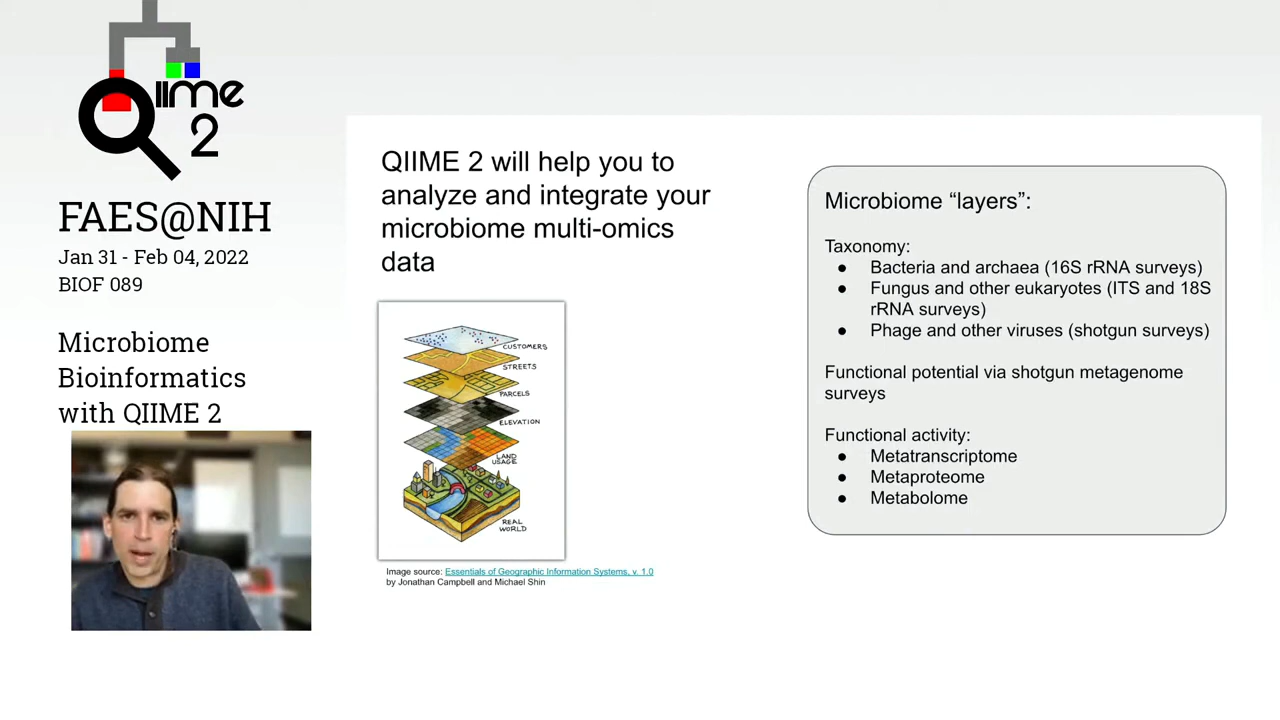 Qiime
2
FAES@NIH
Jan 31 - Feb 04, 2022
BIOF 089
Microbiome
Bioinformatics
with QIIME 2
QIIME 2 will help you to
analyze and integrate your
microbiome multi-omics
data
CUSTOMERS
STREETS
PARCELS
ELEVATION
LAND
USAGE
REAL
WORLD
Image source: Essentials of Geographic Information Systems, v. 1.0
by Jonathan Campbell and Michael Shin
Microbiome “layers”:
Taxonomy:
● Bacteria and archaea (16S rRNA surveys)
● Fungus and other eukaryotes (ITS and 18S
rRNA surveys)
● Phage and other viruses (shotgun surveys)
Functional potential via shotgun metagenome
surveys
Functional activity:
● Metatranscriptome
● Metaproteome
● Metabolome